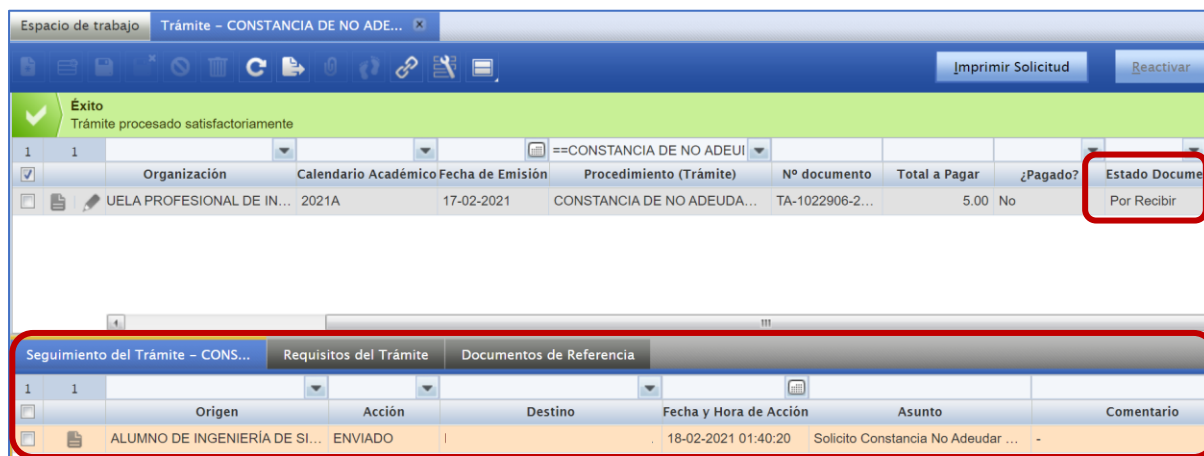 Espacio de trabajo Trámite – CONSTANCIA DE NO ADE...
Imprimir Solicitud Reactivar
Éxito
Trámite procesado satisfactoriamente
1 1 ==CONSTANCIA DE NO ADEUI
Organización Calendario Académico Fecha de Emisión Procedimiento (Trámite) Nº documento Total a Pagar ¿Pagado? Estado Docume
UELA PROFESIONAL DE IN... 2021A 17-02-2021 CONSTANCIA DE NO ADEUDA... TA-1022906-2... 5.00 No Por Recibir
Seguimiento del Trámite – CONS... Requisitos del Trámite Documentos de Referencia
1 1
Origen Acción Destino Fecha y Hora de Acción Asunto Comentario
ALUMNO DE INGENIERÍA DE SI... ENVIADO 18-02-2021 01:40:20 Solicito Constancia No Adeudar ... -